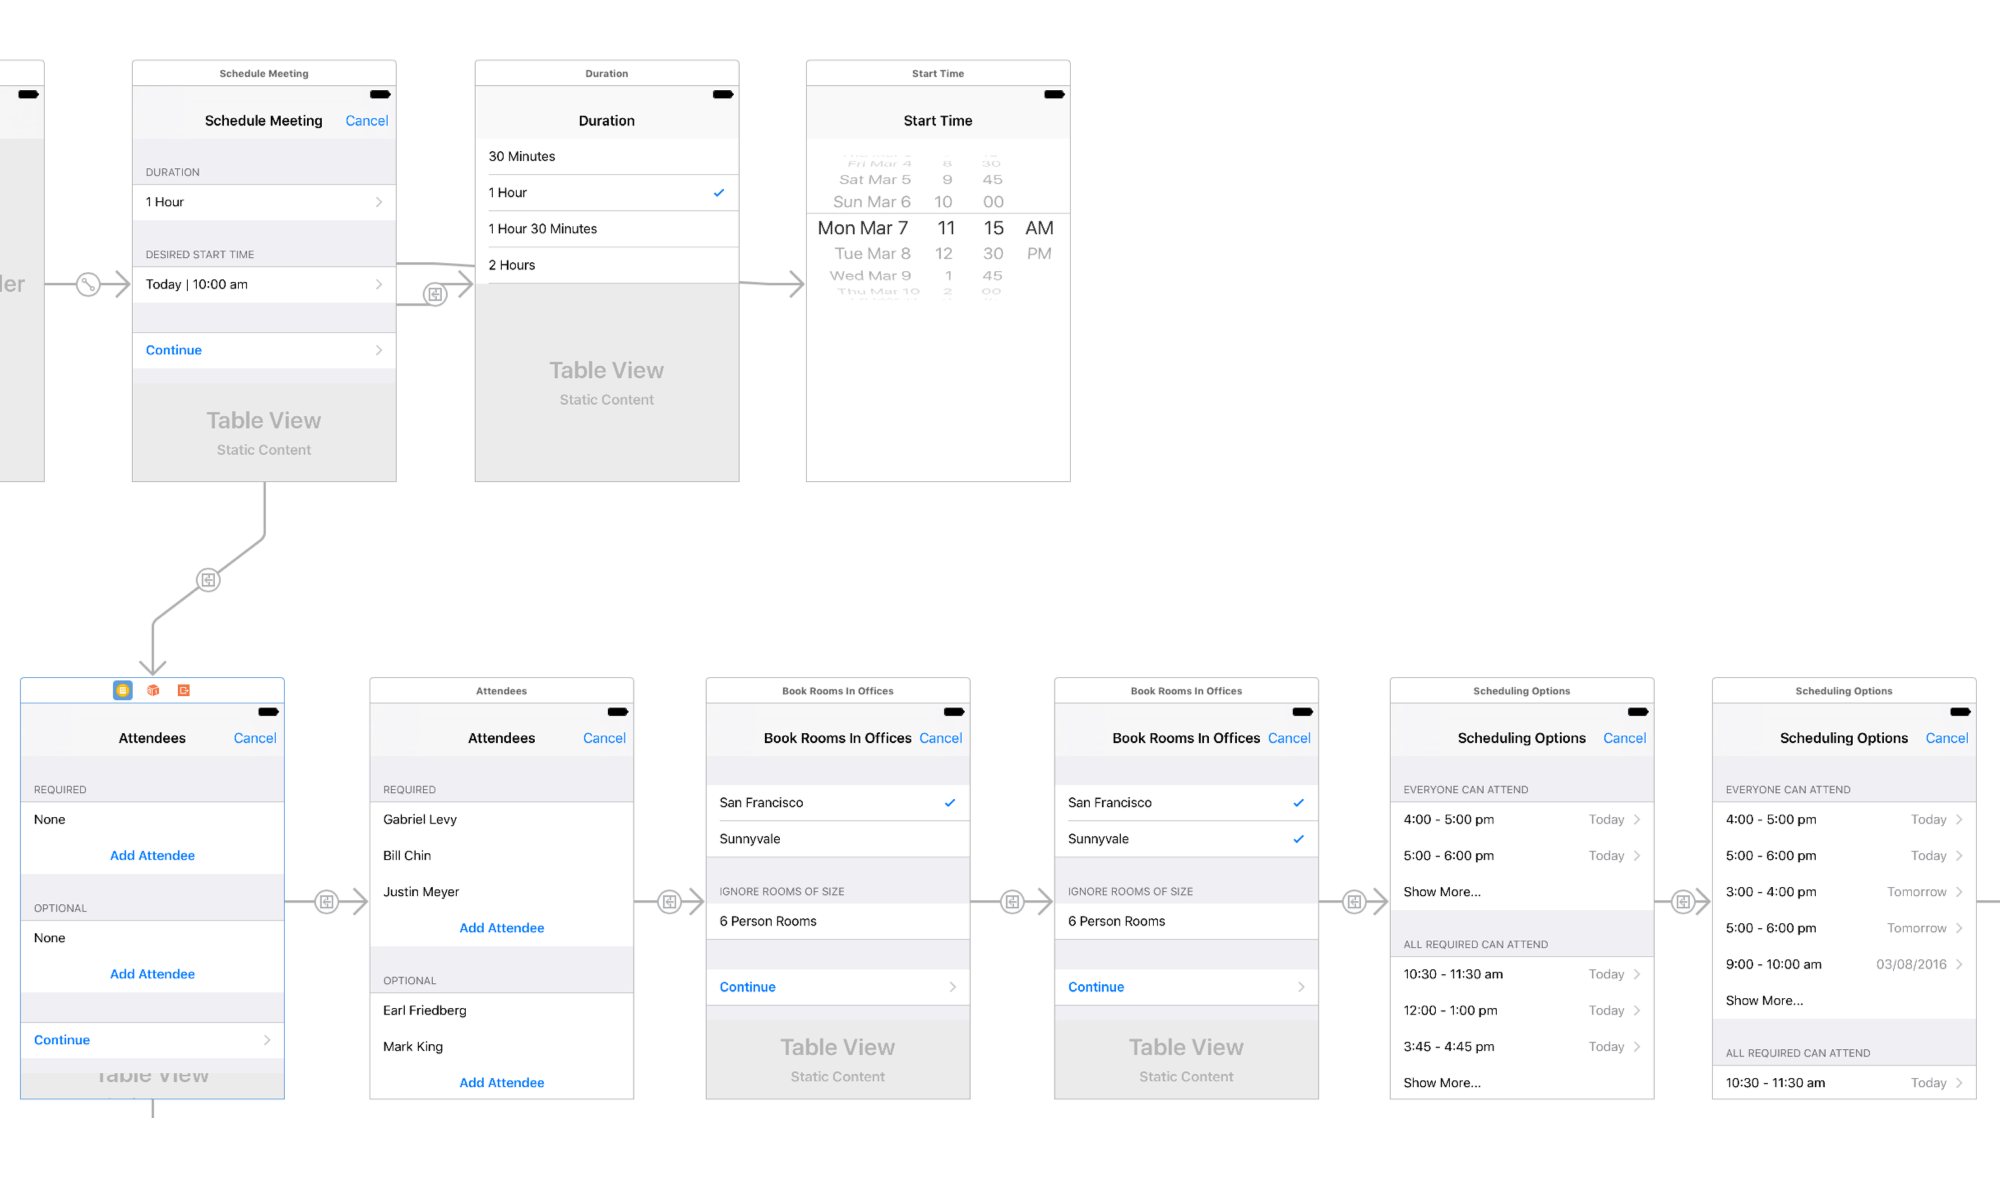 ler
Schedule Meeting
Schedule Meeting Cancel
DURATION
1 Hour
DESIRED START TIME
Today | 10:00 am
Continue
Table View
Static Content
Duration
Duration
30 Minutes
1 Hour
1 Hour 30 Minutes
2 Hours
Table View
Static Content
Start Time
Start Time
Fri Mar 4 8 30
Sat Mar 5 9 45
Sun Mar 6 10 00
Mon Mar 7 11 15 AM
Tue Mar 8 12 30 PM
Wed Mar 9 1 45
Thu Mar 10 2 00
Attendees Cancel
REQUIRED
None
Add Attendee
OPTIONAL
None
Add Attendee
Continue
Table View
Attendees
Attendees Cancel
REQUIRED
Gabriel Levy
Bill Chin
Justin Meyer
Add Attendee
OPTIONAL
Earl Friedberg
Mark King
Add Attendee
Book Rooms In Offices
Book Rooms In Offices Cancel
San Francisco
Sunnyvale
IGNORE ROOMS OF SIZE
6 Person Rooms
Continue
Table View
Static Content
Book Rooms In Offices
Book Rooms In Offices Cancel
San Francisco
Sunnyvale
IGNORE ROOMS OF SIZE
6 Person Rooms
Continue
Table View
Static Content
Scheduling Options
Scheduling Options Cancel
EVERYONE CAN ATTEND
4:00 - 5:00 pm Today
5:00 - 6:00 pm Today
Show More...
ALL REQUIRED CAN ATTEND
10:30 - 11:30 am Today
12:00 - 1:00 pm Today
3:45 - 4:45 pm Today
Show More...
Scheduling Options
Scheduling Options Cancel
EVERYONE CAN ATTEND
4:00 - 5:00 pm Today
5:00 - 6:00 pm Today
3:00 - 4:00 pm Tomorrow
5:00 - 6:00 pm Tomorrow
9:00 - 10:00 am 03/08/2016
Show More...
ALL REQUIRED CAN ATTEND
10:30 - 11:30 am Today